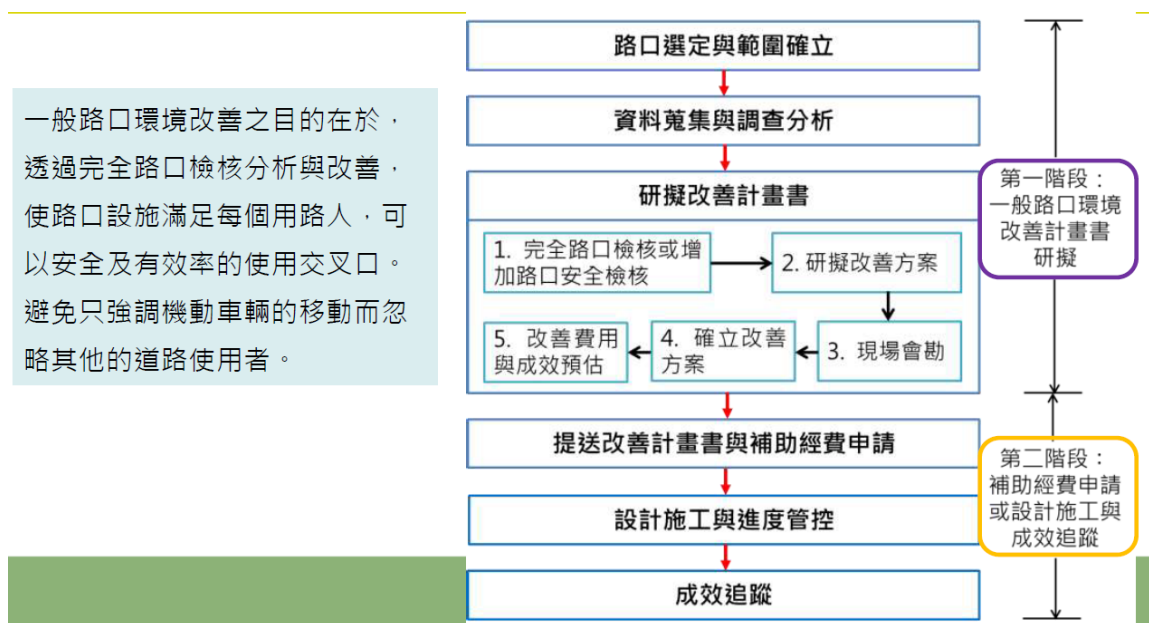 一般路口環境改善之目的在於，
透過完全路口檢核分析與改善，
使路口設施滿足每個用路人，可
以安全及有效率的使用交叉口。
避免只強調機動車輛的移動而忽
略其他的道路使用者。
路口選定與範圍確立
資料蒐集與調查分析
研擬改善計畫書
1. 完全路口檢核或增
加路口安全檢核
2. 研擬改善方案
3. 現場會勘
4. 確立改善
方案
5. 改善費用
與成效預估
提送改善計畫書與補助經費申請
設計施工與進度管控
成效追蹤
第一階段：
一般路口環境
改善計畫書
研擬
第二階段：
補助經費申請
或設計施工與
成效追蹤